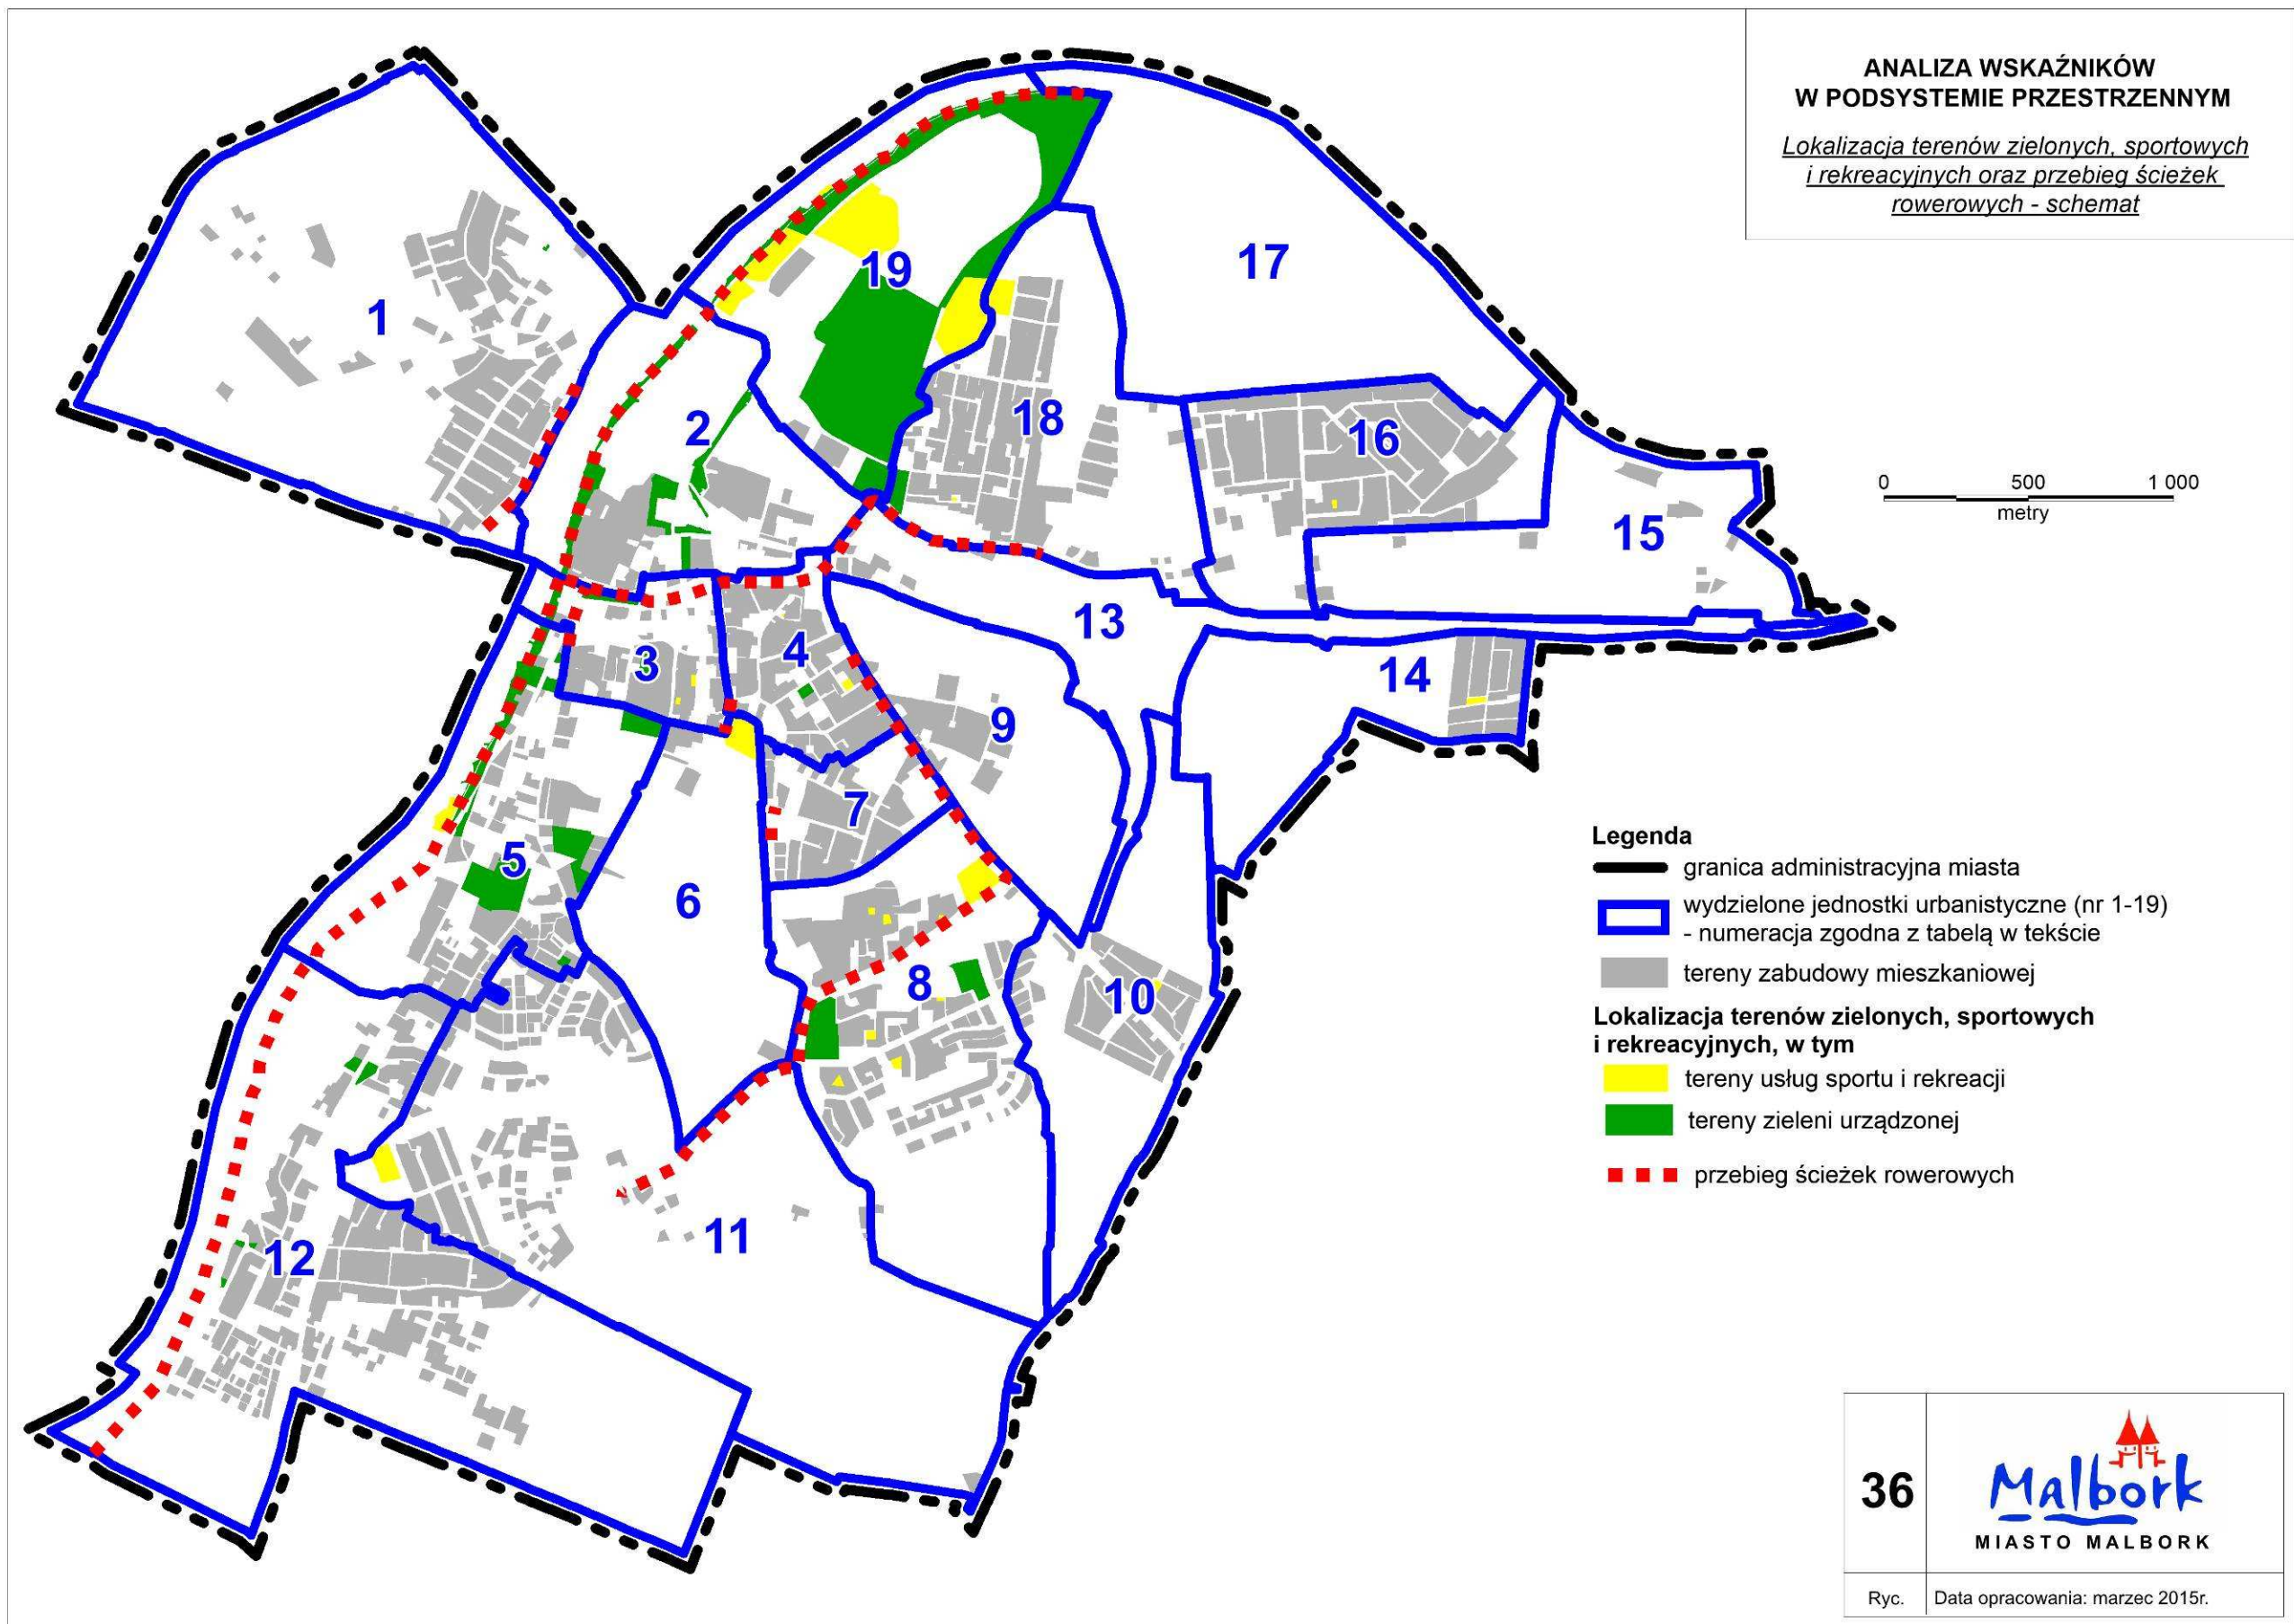 ANALIZA WSKAŹNIKÓW
W PODSYSTEMIE PRZESTRZENNYM
Lokalizacja terenów zielonych, sportowych
i rekreacyjnych oraz przebieg ścieżek
rowerowych - schemat
1
2
3
4
5
6
7
8
9
10
11
12
13
14
15
16
17
18
19
0 500 1 000
metry
Legenda
granica administracyjna miasta
wydzielone jednostki urbanistyczne (nr 1-19)
- numeracja zgodna z tabelą w tekście
tereny zabudowy mieszkaniowej
Lokalizacja terenów zielonych, sportowych
i rekreacyjnych, w tym
tereny usług sportu i rekreacji
tereny zieleni urządzonej
przebieg ścieżek rowerowych
36
Malbork
MIASTO MALBORK
Ryc.
Data opracowania: marzec 2015r.